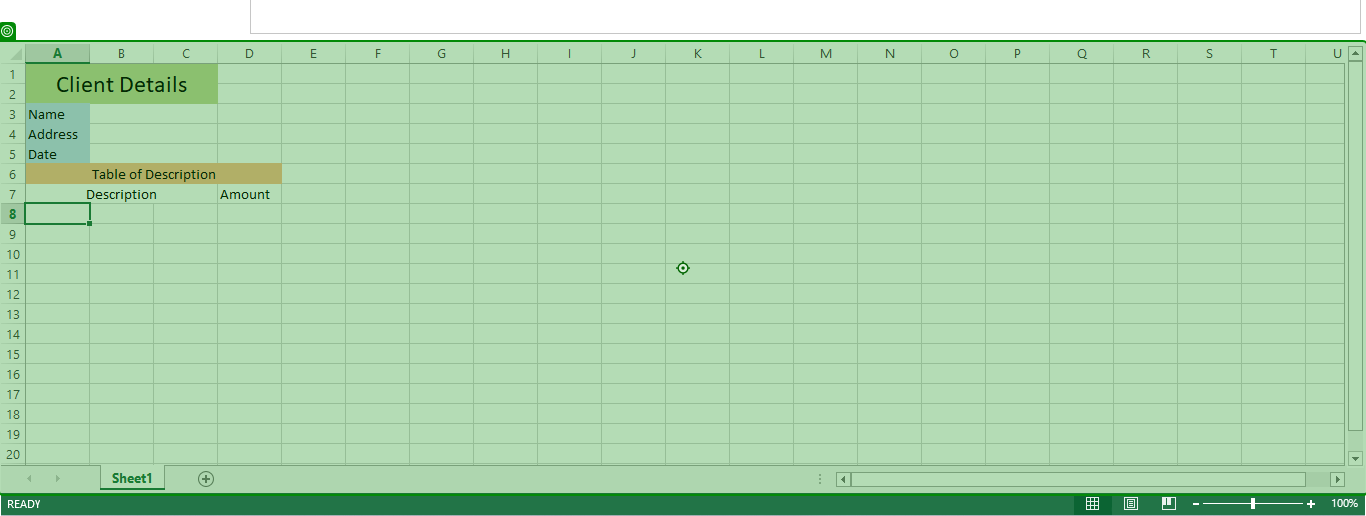 A B C D E F G H I J K L M N O P Q R S T U
1 Client Details
2
3 Name
4 Address
5 Date
6 Table of Description
7 Description Amount
8
9
10
11
12
13
14
15
16
17
18
19
20
Sheet1
READY 100%